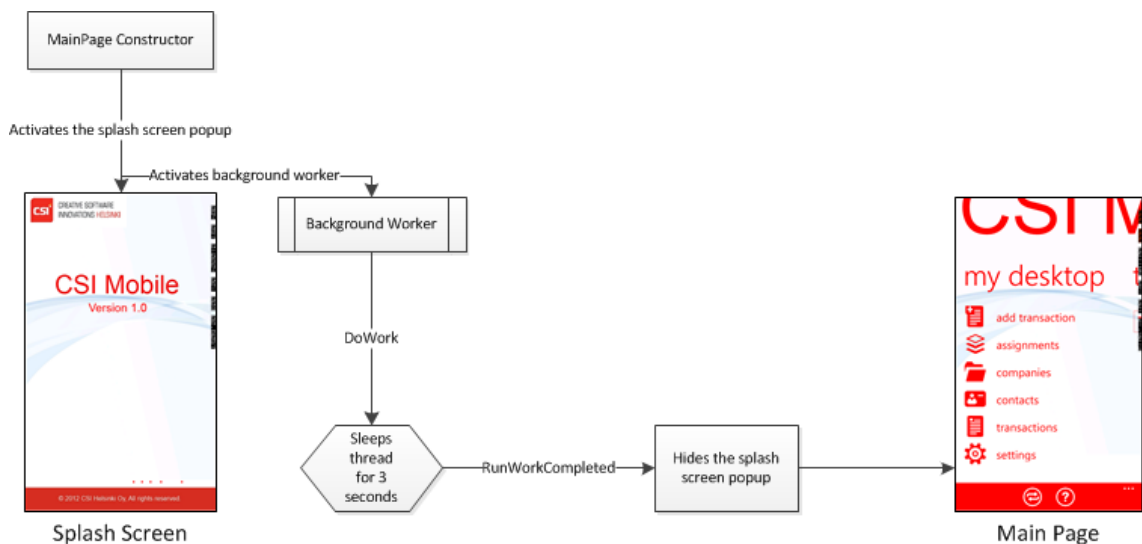 MainPage Constructor
Activates the splash screen popup
Activates background worker
CSI
CREATIVE SOFTWARE
INNOVATIONS HELSINKI
CSI Mobile
Version 1.0
© 2012 CSI Helsinki Oy, All rights reserved
Splash Screen
Background Worker
DoWork
Sleeps
thread
for 3
seconds
RunWorkCompleted
Hides the splash
screen popup
CSI M
my desktop t
add transaction
assignments
companies
contacts
transactions
settings
?
...
Main Page